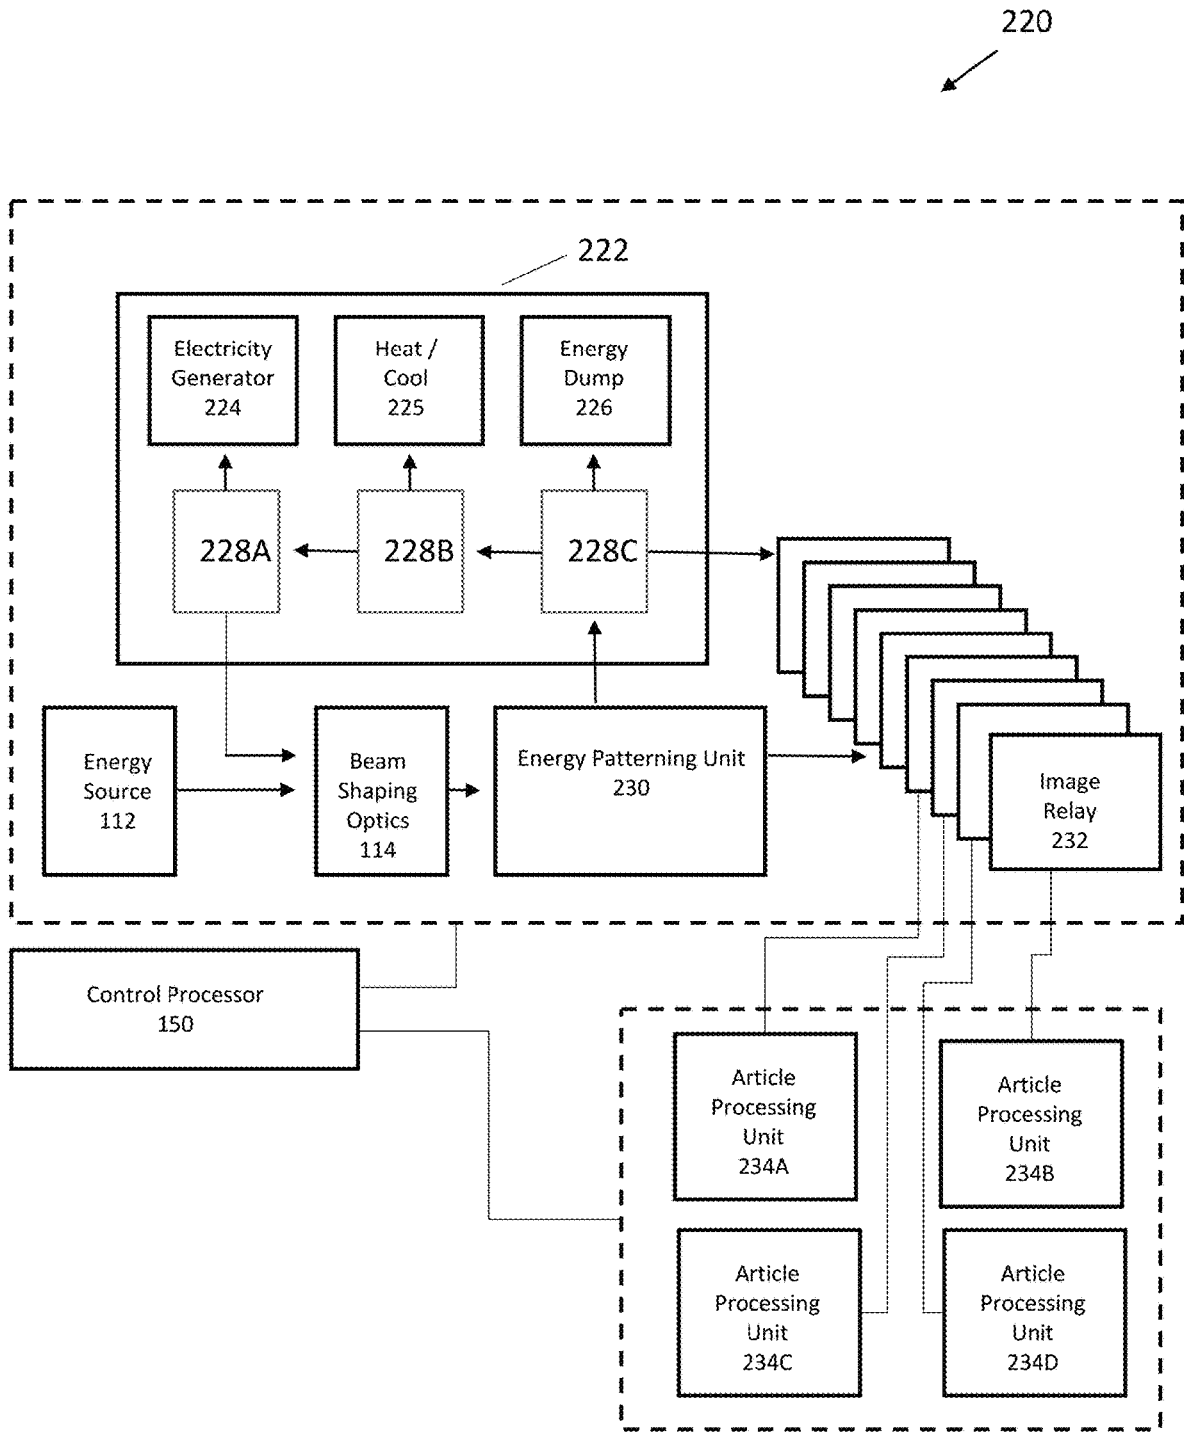 220
222
Electricity
Generator
224
Heat /
Cool
225
Energy
Dump
226
228A
228B
228C
Energy
Source
112
Beam
Shaping
Optics
114
Energy Patterning Unit
230
Image
Relay
232
Control Processor
150
Article
Processing
Unit
234A
Article
Processing
Unit
234B
Article
Processing
Unit
234C
Article
Processing
Unit
234D